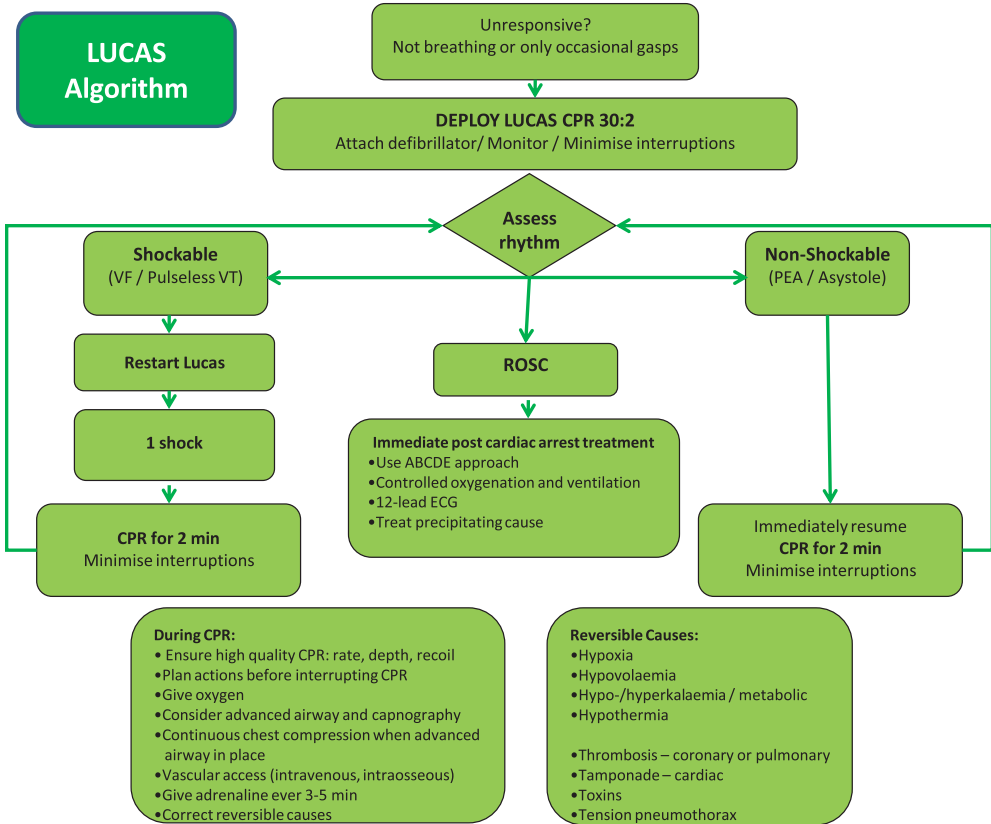 LUCAS
Algorithm
Unresponsive?
Not breathing or only occasional gasps
DEPLOY LUCAS CPR 30:2
Attach defibrillator/ Monitor / Minimise interruptions
Assess
rhythm
Shockable
(VF / Pulseless VT)
Non-Shockable
(PEA / Asystole)
Restart Lucas
ROSC
1 shock
Immediate post cardiac arrest treatment
•Use ABCDE approach
•Controlled oxygenation and ventilation
•12-lead ECG
•Treat precipitating cause
CPR for 2 min
Minimise interruptions
Immediately resume
CPR for 2 min
Minimise interruptions
During CPR:
• Ensure high quality CPR: rate, depth, recoil
•Plan actions before interrupting CPR
•Give oxygen
•Consider advanced airway and capnography
•Continuous chest compression when advanced
airway in place
•Vascular access (intravenous, intraosseous)
•Give adrenaline ever 3-5 min
•Correct reversible causes
Reversible Causes:
•Hypoxia
•Hypovolaemia
•Hypo-/hyperkalaemia / metabolic
•Hypothermia
•Thrombosis – coronary or pulmonary
•Tamponade – cardiac
•Toxins
•Tension pneumothorax